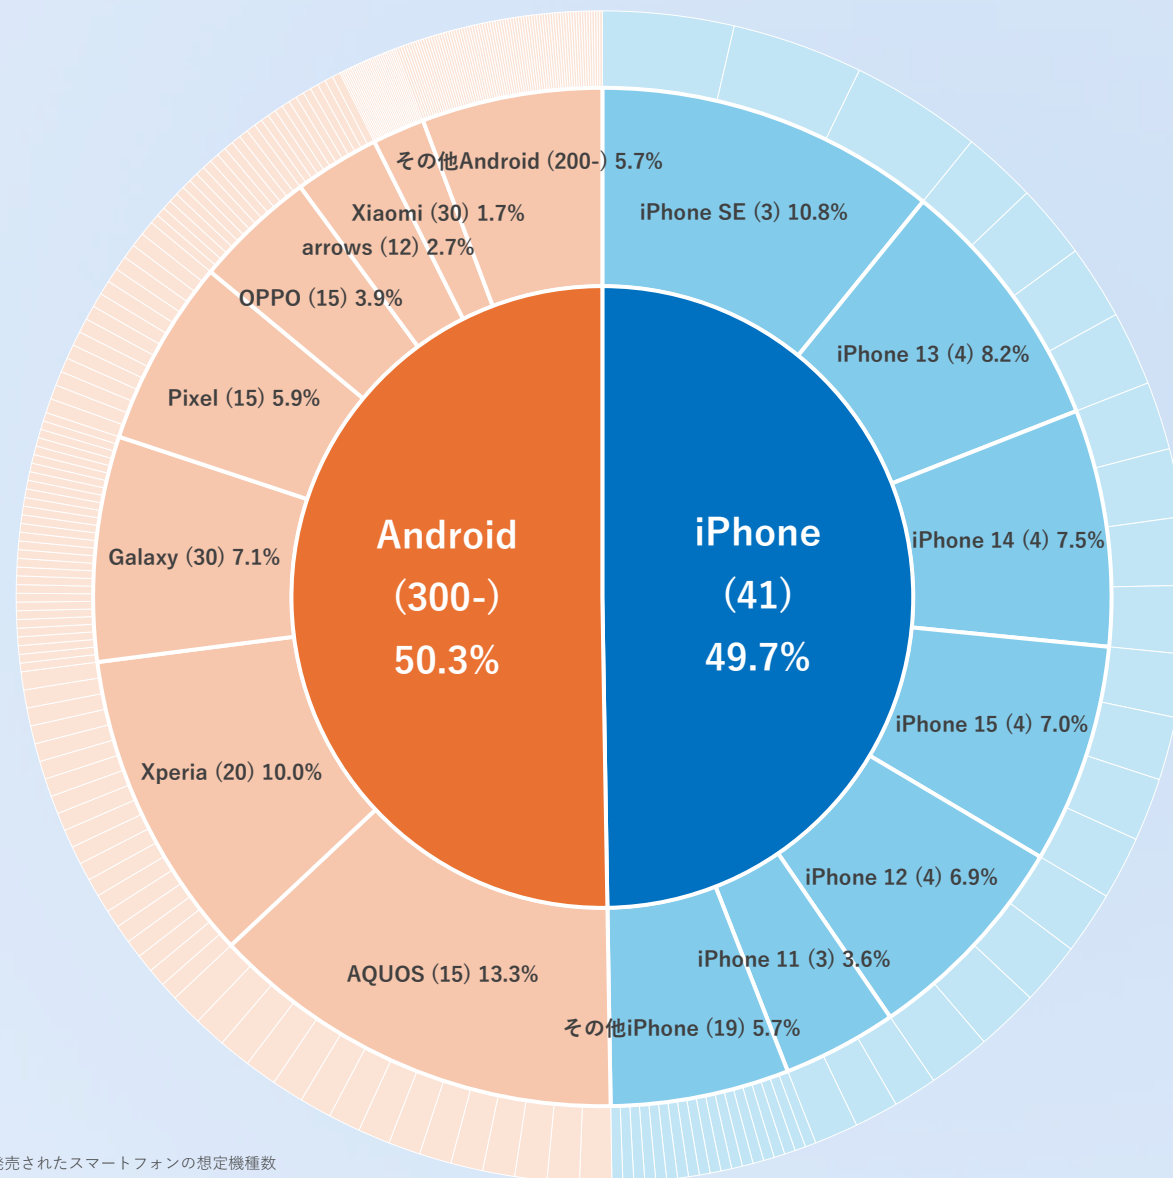 その他Android (200-) 5.7%
iPhone SE (3) 10.8%
Xiaomi (30) 1.7%
arrows (12) 2.7%
OPPO (15) 3.9%
iPhone 13 (4) 8.2%
Pixel (15) 5.9%
Android
(300-)
50.3%
iPhone
(41)
49.7%
iPhone 14 (4) 7.5%
Galaxy (30) 7.1%
iPhone 15 (4) 7.0%
Xperia (20) 10.0%
iPhone 12 (4) 6.9%
iPhone 11 (3) 3.6%
AQUOS (15) 13.3%
その他iPhone (19) 5.7%
売されたスマートフォンの想定機種数